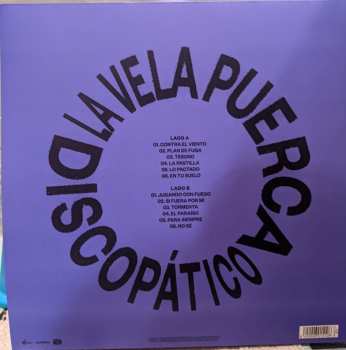 LA VELA PUERCA
DISCOPÁTICO
LADO A
01. CONTRA EL VIENTO
02. PLAN DE FUGA
03. TESORO
04. LA PASTILLA
05. LO PACTADO
06. EN TU SUELO
LADO B
01. JUGANDO CON FUEGO
02. SI FUERA POR MI
03. TORMENTA
04. EL PARAÍSO
05. PARA SIEMPRE
06. NO SÉ